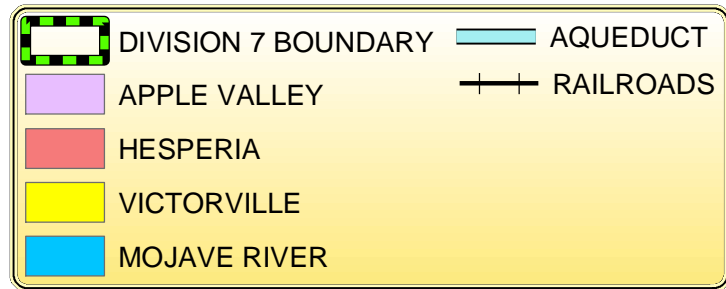 DIVISION 7 BOUNDARY
APPLE VALLEY
HESPERIA
VICTORVILLE
MOJAVE RIVER
AQUEDUCT
RAILROADS